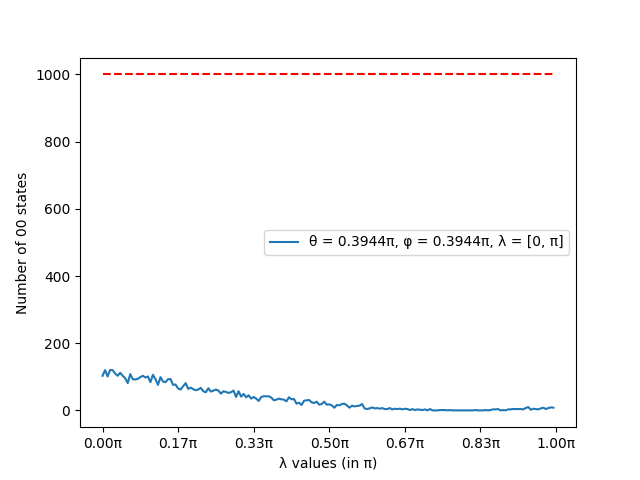 1000
800
600
400
200
0
Number of 00 states
θ = 0.3944π, φ = 0.3944π, λ = [0, π]
0.00π 0.17π 0.33π 0.50π 0.67π 0.83π 1.00π
λ values (in π)